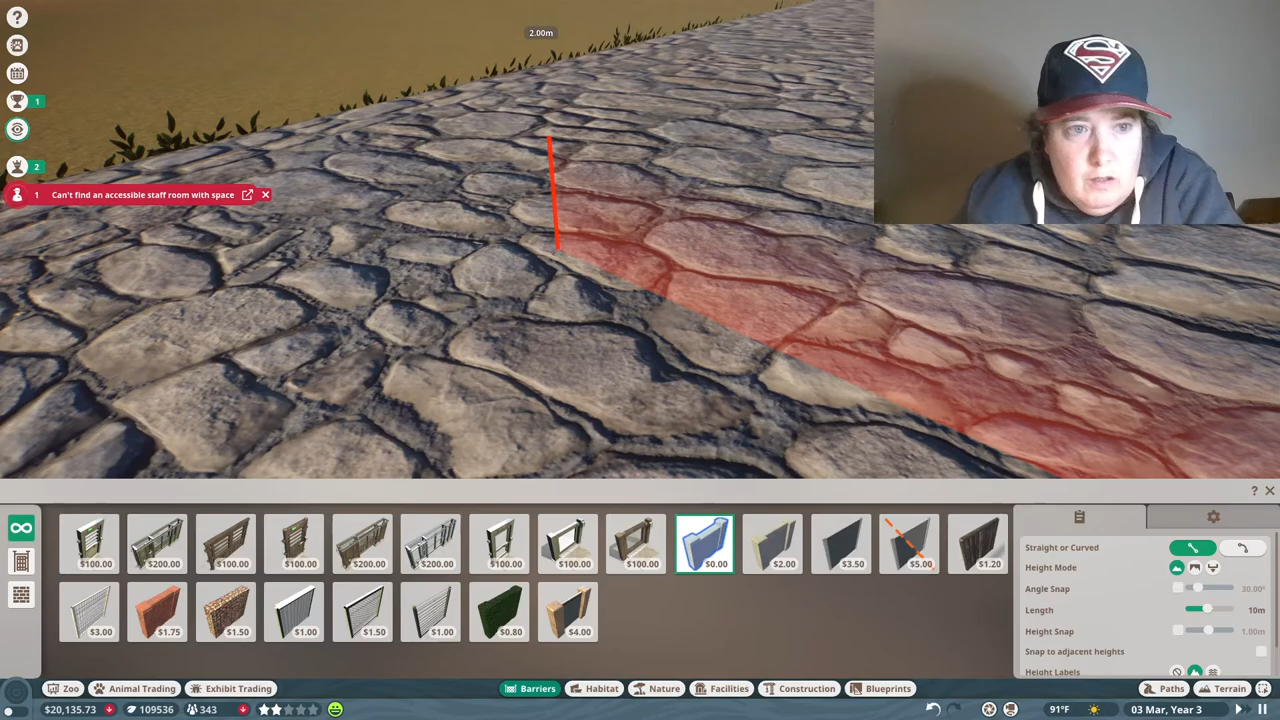 2.00m
?
1
2
1 Can't find an accessible staff room with space
?
$100.00
$200.00
$100.00
$100.00
$200.00
$200.00
$100.00
$100.00
$100.00
$0.00
$2.00
$3.50
$5.00
$1.20
$3.00
$1.75
$1.50
$1.00
$1.50
$1.00
$0.80
$4.00
Straight or Curved
Height Mode
Angle Snap 30.00°
Length 10m
Height Snap 1.00m
Snap to adjacent heights
Height Labels
Zoo Animal Trading Exhibit Trading Barriers Habitat Nature Facilities Construction Blueprints Paths Terrain
$20,135.73 109536 343 91°F 03 Mar, Year 3